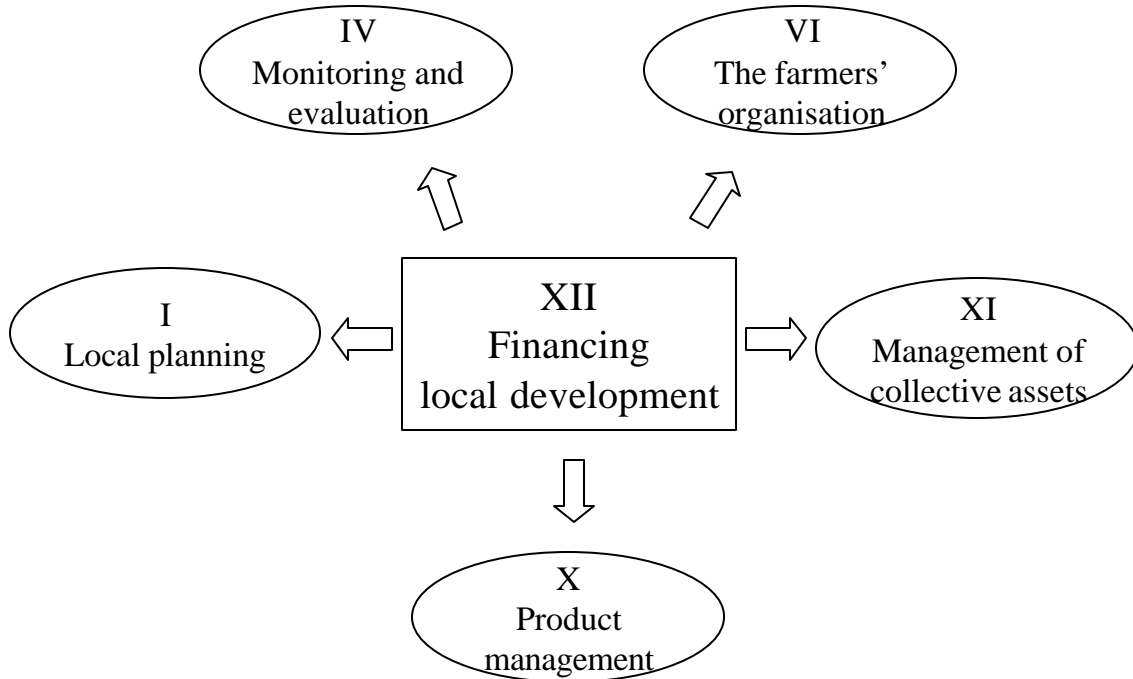 IV
Monitoring and
evaluation
VI
The farmers’
organisation
I
Local planning
XII
Financing
local development
XI
Management of
collective assets
X
Product
management